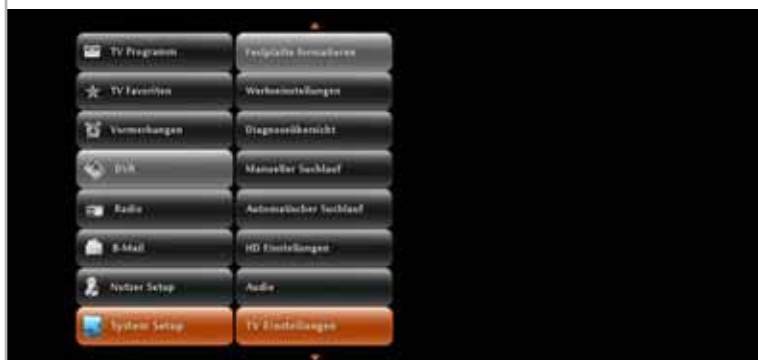 TV Programm
TV Favoriten
Vormerkungen
DVR
Radio
E-Mail
Nutzer Setup
System Setup
Festplatte formatieren
Werkseinstellungen
Diagnoseübersicht
Manueller Suchlauf
Automatischer Suchlauf
HD Einstellungen
Audio
TV Einstellungen